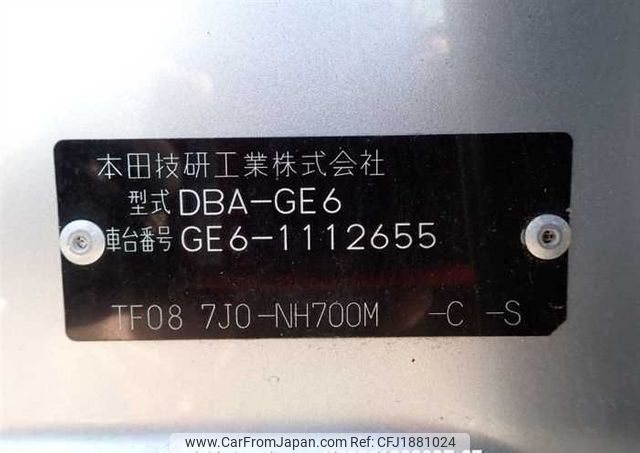 本田技研工業株式会社
型式 DBA-GE6
車台番号 GE6-1112655
TF08 7J0-NH700M -C -S
www.CarFromJapan.com Ref No.CFJ1881024